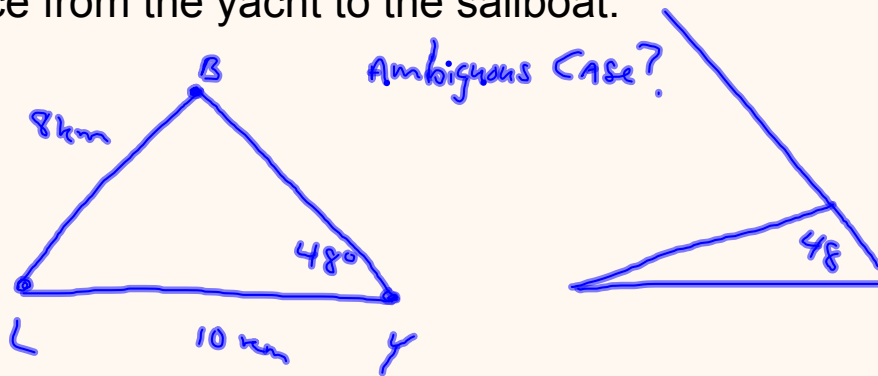 ce from the yacht to the sailboat.
B
Ambiguous Case?
8km
48°
48
L
10 km
Y